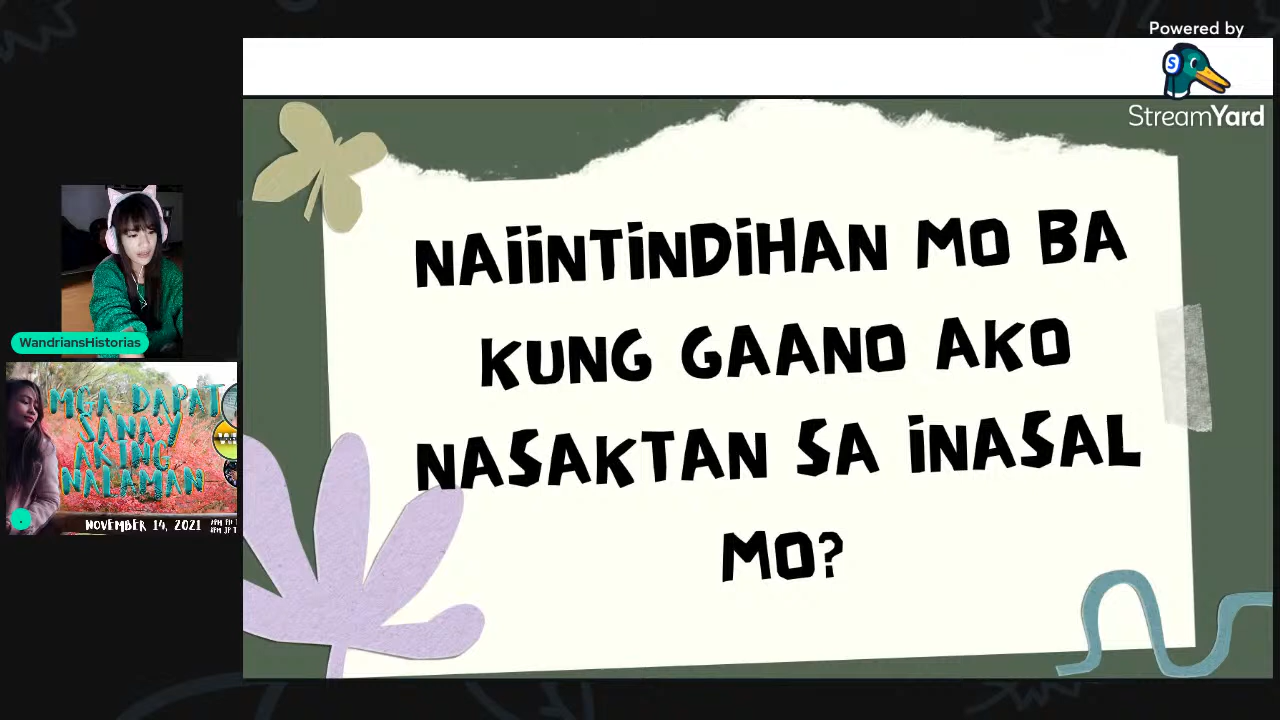 Powered by
StreamYard
NAIINTINDIHAN MO BA
KUNG GAANO AKO
NASAKTAN SA INASAL
MO?
WandriansHistorias
MGA DAPAT
SANA'Y
AKING
NALAMAN
NOVEMBER 14, 2021